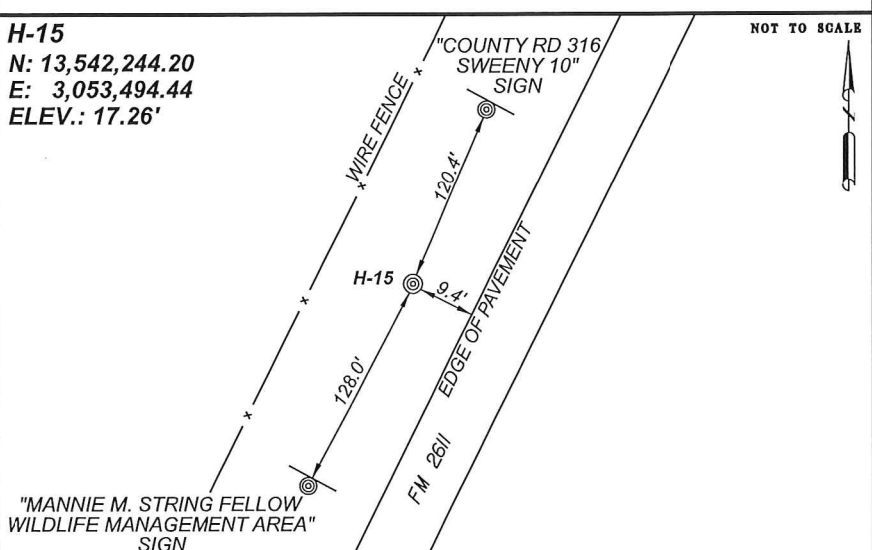 H-15
N: 13,542,244.20
E: 3,053,494.44
ELEV.: 17.26'
NOT TO SCALE
"COUNTY RD 316
SWEENY 10"
SIGN
WIRE FENCE
120.4'
H-15
9.4'
EDGE OF PAVEMENT
128.0'
FM 2611
"MANNIE M. STRING FELLOW
WILDLIFE MANAGEMENT AREA"
SIGN